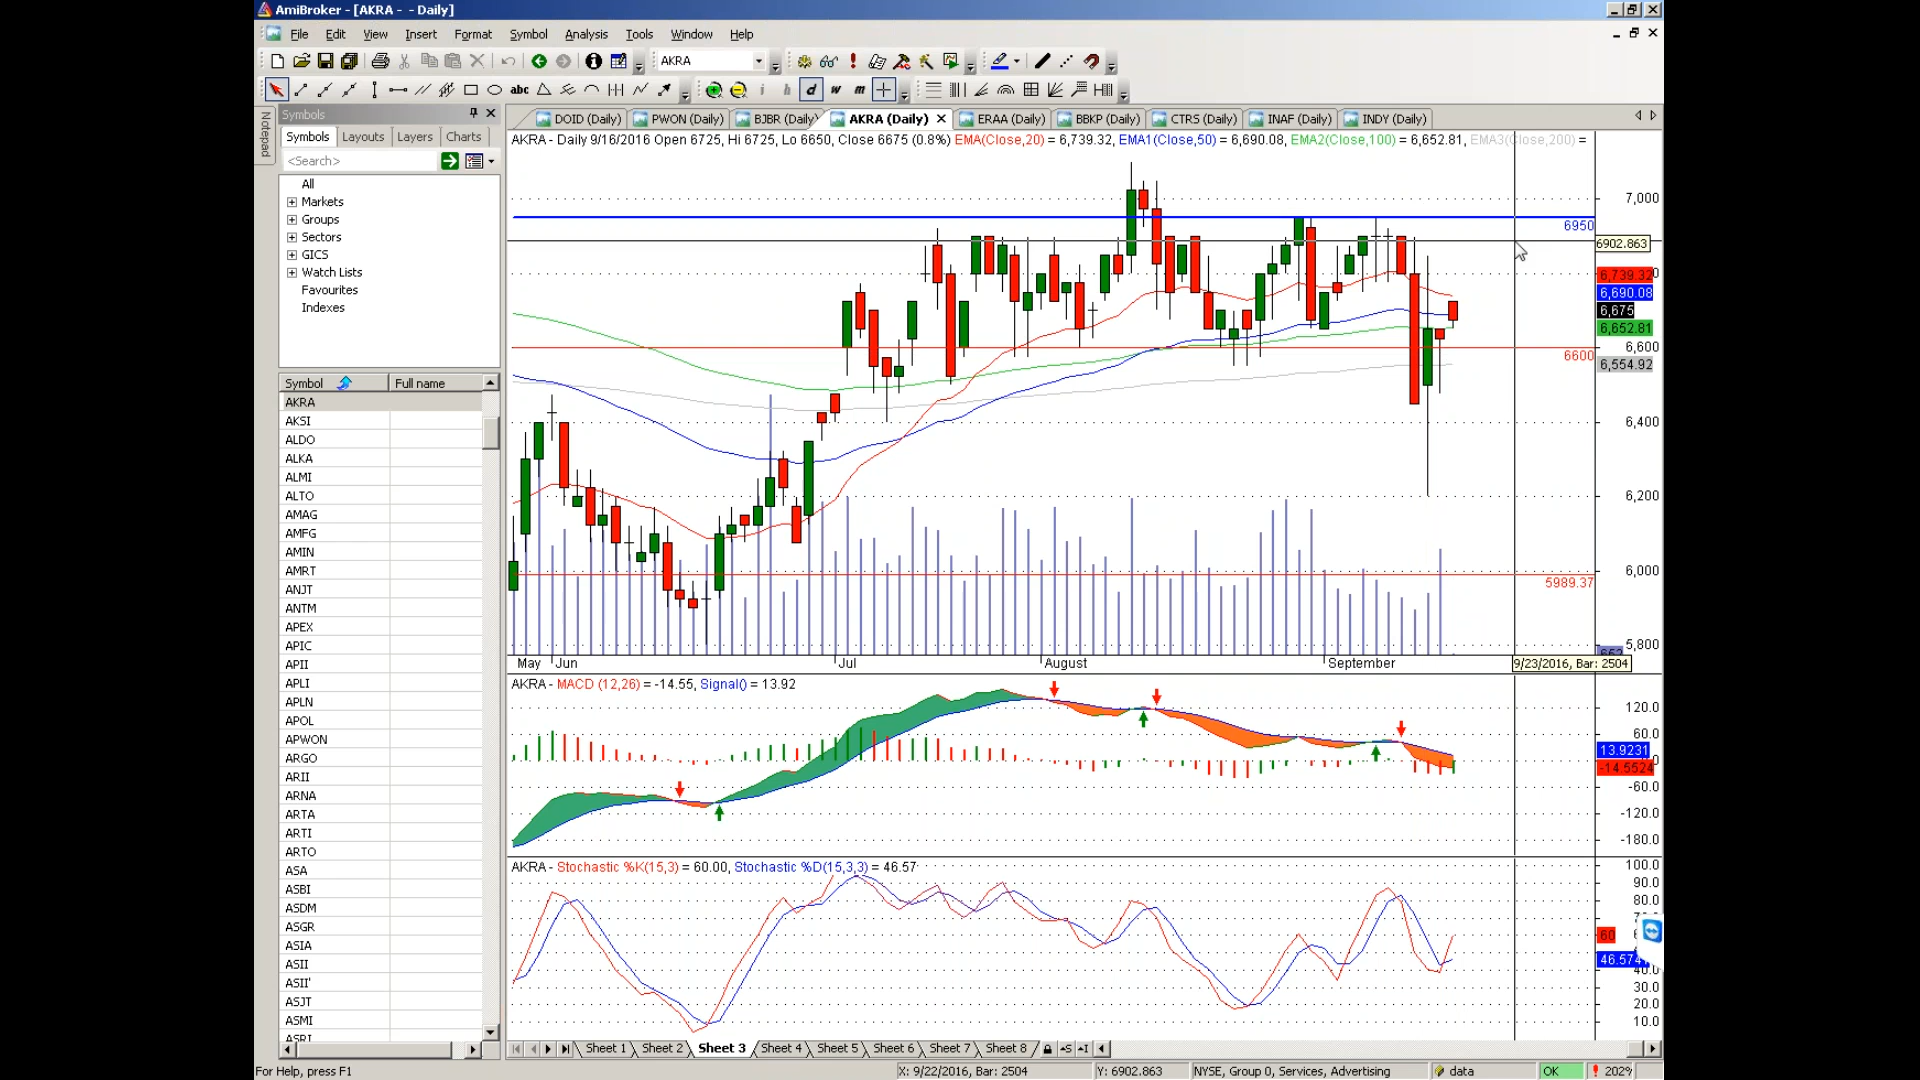 AmiBroker - [AKRA - - Daily]
File Edit View Insert Format Symbol Analysis Tools Window Help
AKRA
abc i h d w m
Notepad
Symbols
Symbols Layouts Layers Charts
<Search>
All
Markets
Groups
Sectors
GICS
Watch Lists
Favourites
Indexes
Symbol Full name
AKRA
AKSI
ALDO
ALKA
ALMI
ALTO
AMAG
AMFG
AMIN
AMRT
ANJT
ANTM
APEX
APIC
APII
APLI
APLN
APOL
APWON
ARGO
ARII
ARNA
ARTA
ARTI
ARTO
ASA
ASBI
ASDM
ASGR
ASIA
ASII
ASII'
ASJT
ASMI
ASRI
DOID (Daily) PWON (Daily) BJBR (Daily) AKRA (Daily) ERAA (Daily) BBKP (Daily) CTRS (Daily) INAF (Daily) INDY (Daily)
AKRA - Daily 9/16/2016 Open 6725, Hi 6725, Lo 6650, Close 6675 (0.8%) EMA(Close,20) = 6,739.32, EMA1(Close,50) = 6,690.08, EMA2(Close,100) = 6,652.81, EMA3(Close,200) =
7,000
6950
6902.863
6,739.32
6,690.08
6,675
6,652.81
6,600
6600
6,554.92
6,400
6,200
6,000
5989.37
5,800
May Jun Jul August September
9/23/2016, Bar: 2504
AKRA - MACD (12,26) = -14.55, Signal() = 13.92
120.0
60.0
13.9231
-14.5524
-60.0
-120.0
-180.0
AKRA - Stochastic %K(15,3) = 60.00, Stochastic %D(15,3,3) = 46.57
100.0
90.0
80.0
60
46.574
40.0
30.0
20.0
10.0
Sheet 1 Sheet 2 Sheet 3 Sheet 4 Sheet 5 Sheet 6 Sheet 7 Sheet 8
For Help, press F1 X: 9/22/2016, Bar: 2504 Y: 6902.863 NYSE, Group 0, Services, Advertising data OK